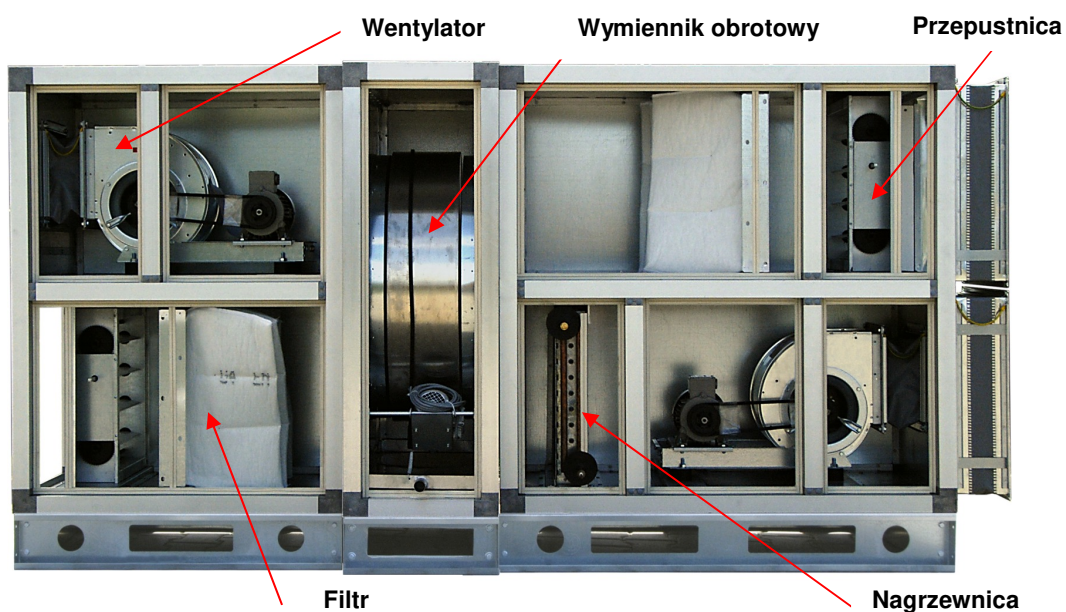 Wentylator
Wymiennik obrotowy
Przepustnica
Filtr
Nagrzewnica